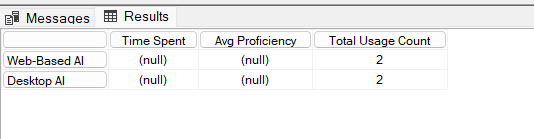 Messages Results
Time Spent Avg Proficiency Total Usage Count
Web-Based AI (null) (null) 2
Desktop AI (null) (null) 2